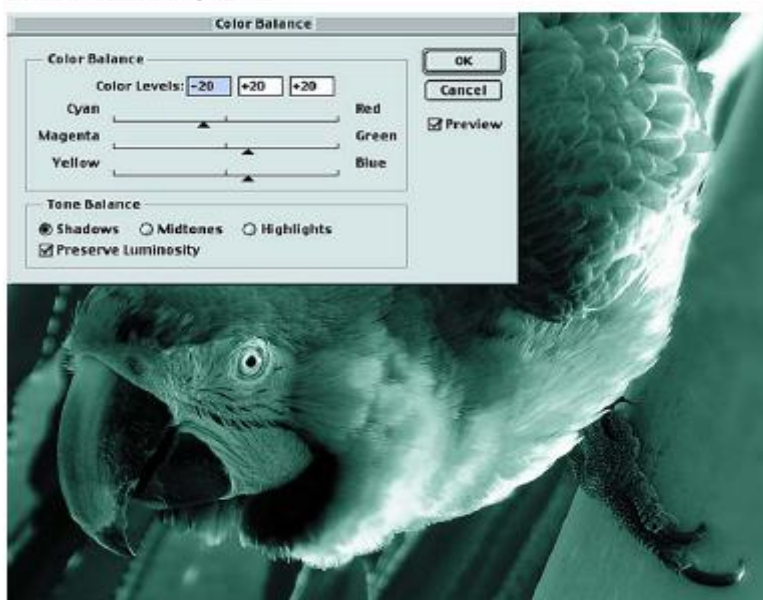 Color Balance
Color Balance
Color Levels: -20 +20 +20
Cyan Red
Magenta Green
Yellow Blue
Tone Balance
Shadows Midtones Highlights
Preserve Luminosity
OK
Cancel
Preview